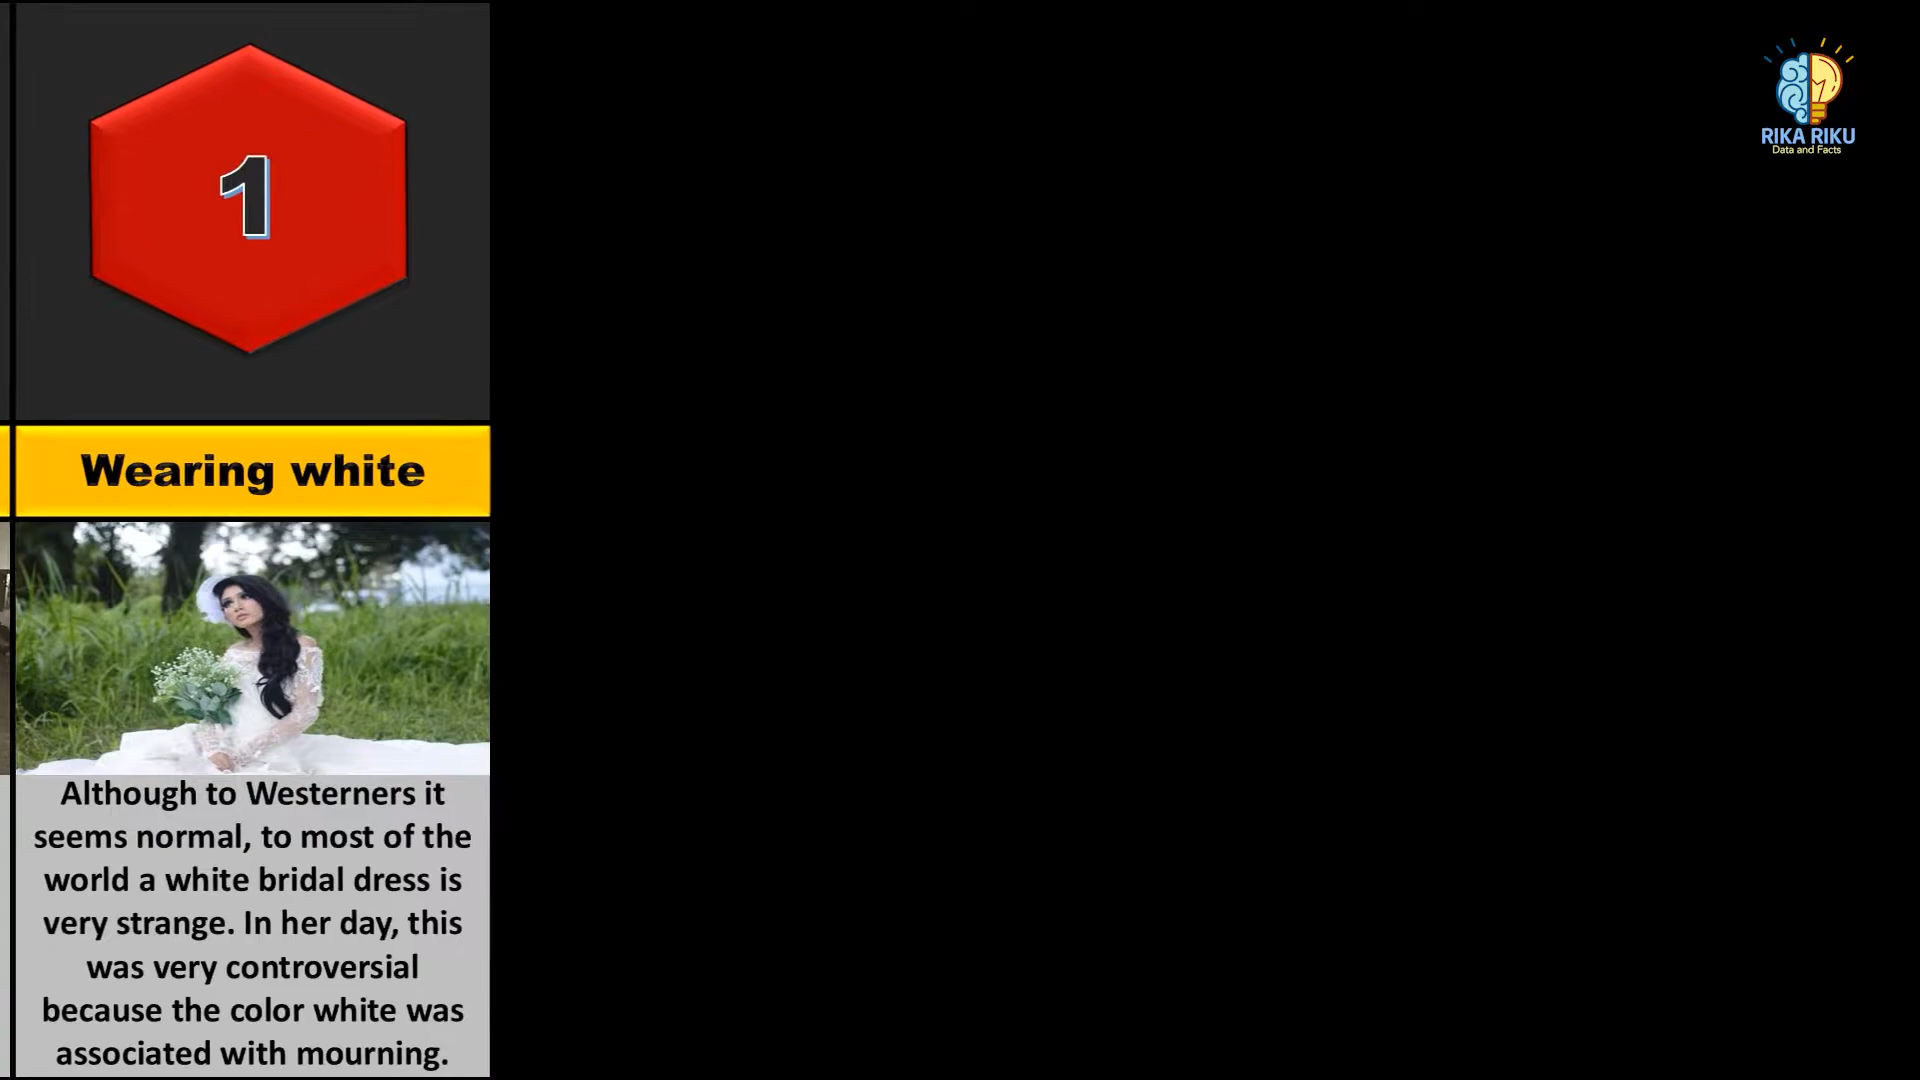 1
RIKA RIKU
Data and Facts
Wearing white
Although to Westerners it
seems normal, to most of the
world a white bridal dress is
very strange. In her day, this
was very controversial
because the color white was
associated with mourning.